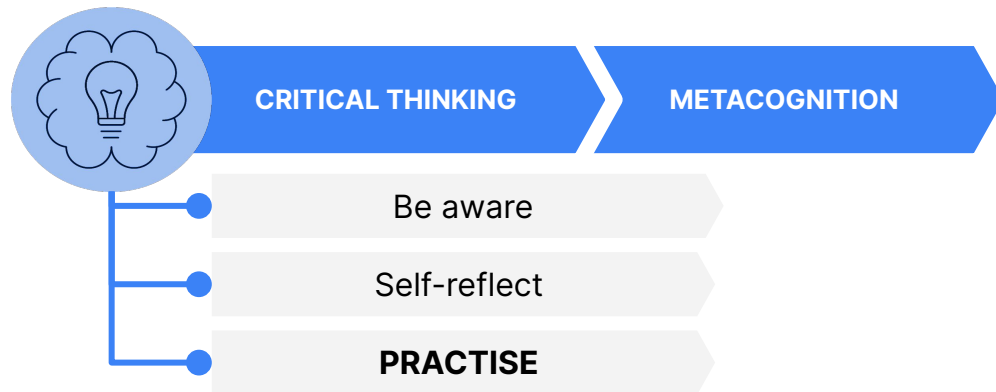 CRITICAL THINKING
METACOGNITION
Be aware
Self-reflect
PRACTISE